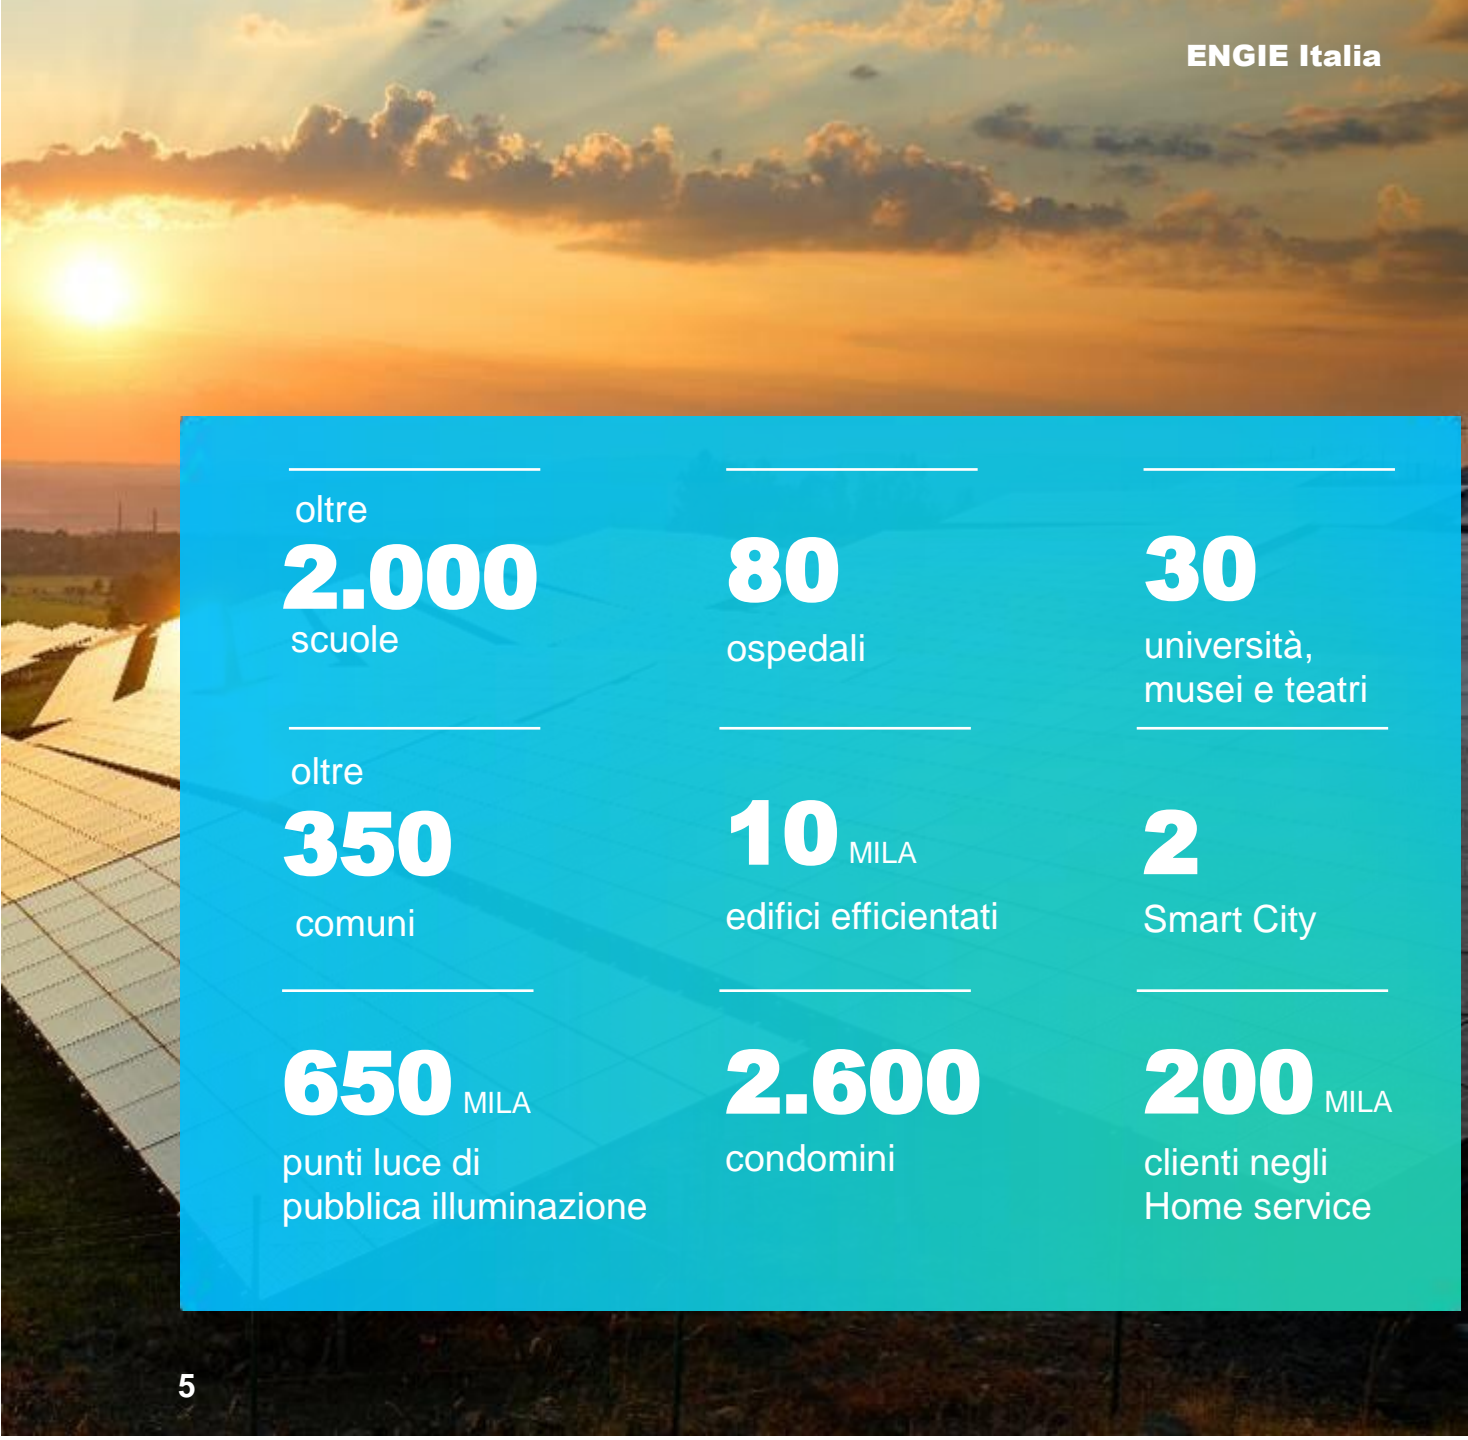 ENGIE Italia
oltre
2.000
scuole
80
ospedali
30
università,
musei e teatri
oltre
350
comuni
10 MILA
edifici efficientati
2
Smart City
650 MILA
punti luce di
pubblica illuminazione
2.600
condomini
200 MILA
clienti negli
Home service
5